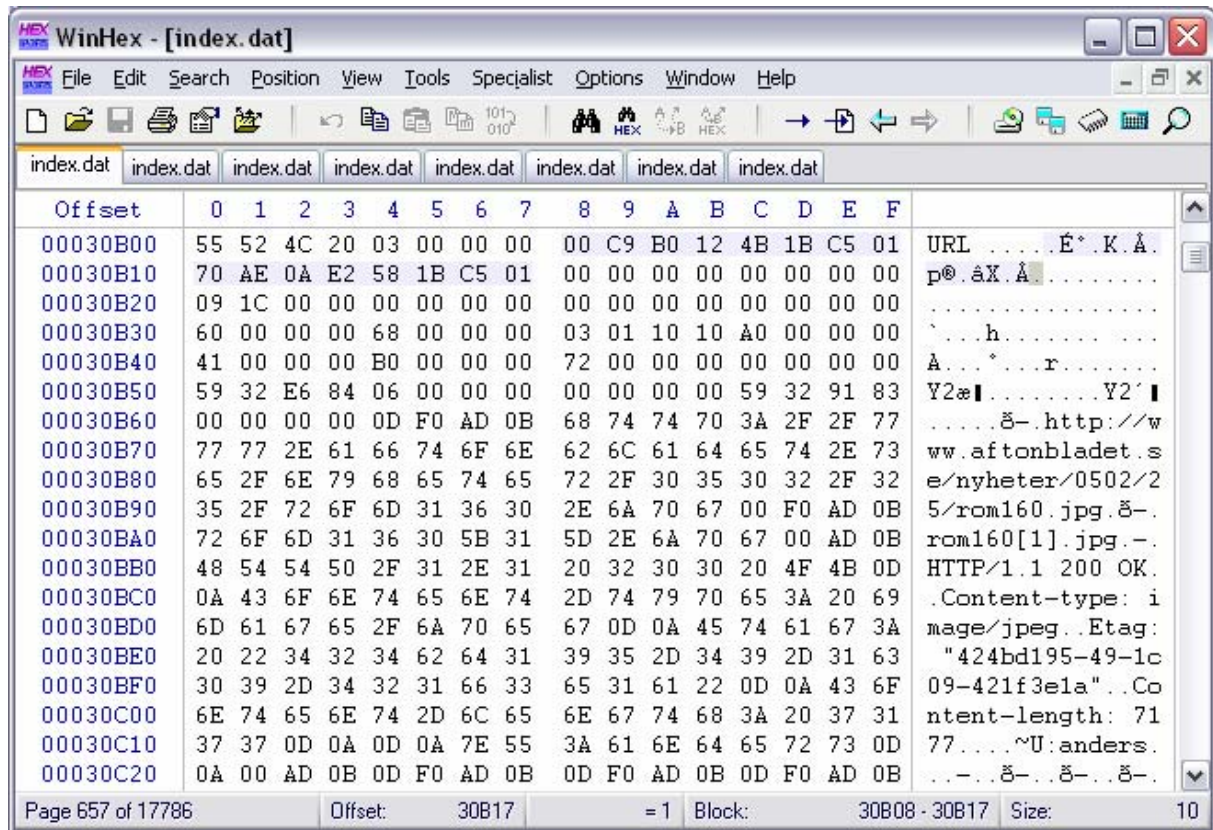 WinHex - [index.dat]
File Edit Search Position View Tools Specialist Options Window Help
index.dat index.dat index.dat index.dat index.dat index.dat index.dat index.dat
Offset 0 1 2 3 4 5 6 7 8 9 A B C D E F
00030B00 55 52 4C 20 03 00 00 00 00 C9 B0 12 4B 1B C5 01 URL .....É°.K.Å.
00030B10 70 AE 0A E2 58 1B C5 01 00 00 00 00 00 00 00 00 p®.âX.Å.........
00030B20 09 1C 00 00 00 00 00 00 00 00 00 00 00 00 00 00 ................
00030B30 60 00 00 00 68 00 00 00 03 01 10 10 A0 00 00 00 `...h....... ...
00030B40 41 00 00 00 B0 00 00 00 72 00 00 00 00 00 00 00 A...°...r.......
00030B50 59 32 E6 84 06 00 00 00 00 00 00 00 59 32 91 83 Y2æ▌........Y2´▌
00030B60 00 00 00 00 0D F0 AD 0B 68 74 74 70 3A 2F 2F 77 .....ð–.http://w
00030B70 77 77 2E 61 66 74 6F 6E 62 6C 61 64 65 74 2E 73 ww.aftonbladet.s
00030B80 65 2F 6E 79 68 65 74 65 72 2F 30 35 30 32 2F 32 e/nyheter/0502/2
00030B90 35 2F 72 6F 6D 31 36 30 2E 6A 70 67 00 F0 AD 0B 5/rom160.jpg.ð–.
00030BA0 72 6F 6D 31 36 30 5B 31 5D 2E 6A 70 67 00 AD 0B rom160[1].jpg.–.
00030BB0 48 54 54 50 2F 31 2E 31 20 32 30 30 20 4F 4B 0D HTTP/1.1 200 OK.
00030BC0 0A 43 6F 6E 74 65 6E 74 2D 74 79 70 65 3A 20 69 .Content-type: i
00030BD0 6D 61 67 65 2F 6A 70 65 67 0D 0A 45 74 61 67 3A mage/jpeg..Etag:
00030BE0 20 22 34 32 34 62 64 31 39 35 2D 34 39 2D 31 63 "424bd195-49-1c
00030BF0 30 39 2D 34 32 31 66 33 65 31 61 22 0D 0A 43 6F 09-421f3e1a"..Co
00030C00 6E 74 65 6E 74 2D 6C 65 6E 67 74 68 3A 20 37 31 ntent-length: 71
00030C10 37 37 0D 0A 0D 0A 7E 55 3A 61 6E 64 65 72 73 0D 77....~U:anders.
00030C20 0A 00 AD 0B 0D F0 AD 0B 0D F0 AD 0B 0D F0 AD 0B ..–..ð–..ð–..ð–.
Page 657 of 17786 Offset: 30B17 = 1 Block: 30B08 - 30B17 Size: 10